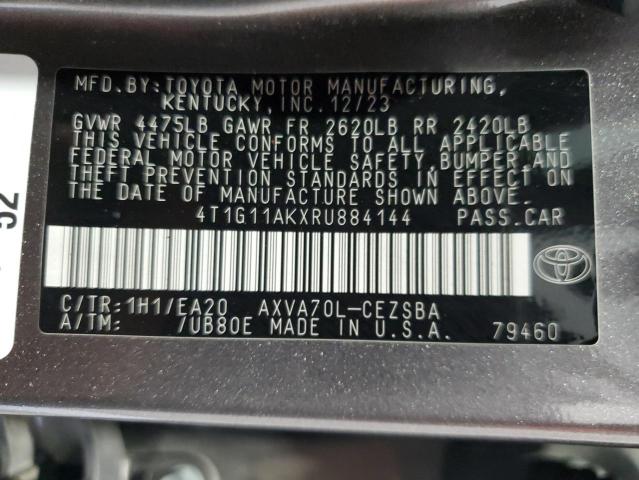 MFD.BY:TOYOTA MOTOR MANUFACTURING,
KENTUCKY, INC. 12/23
GVWR 4475LB GAWR FR 2620LB RR 2420LB
THIS VEHICLE CONFORMS TO ALL APPLICABLE
FEDERAL MOTOR VEHICLE SAFETY, BUMPER, AND
THEFT PREVENTION STANDARDS IN EFFECT ON
THE DATE OF MANUFACTURE SHOWN ABOVE.
4T1G11AKXRU884144 PASS.CAR
C/TR:1H1/EA20 AXVA70L-CEZSBA
A/TM: /UB80E MADE IN U.S.A. 79460